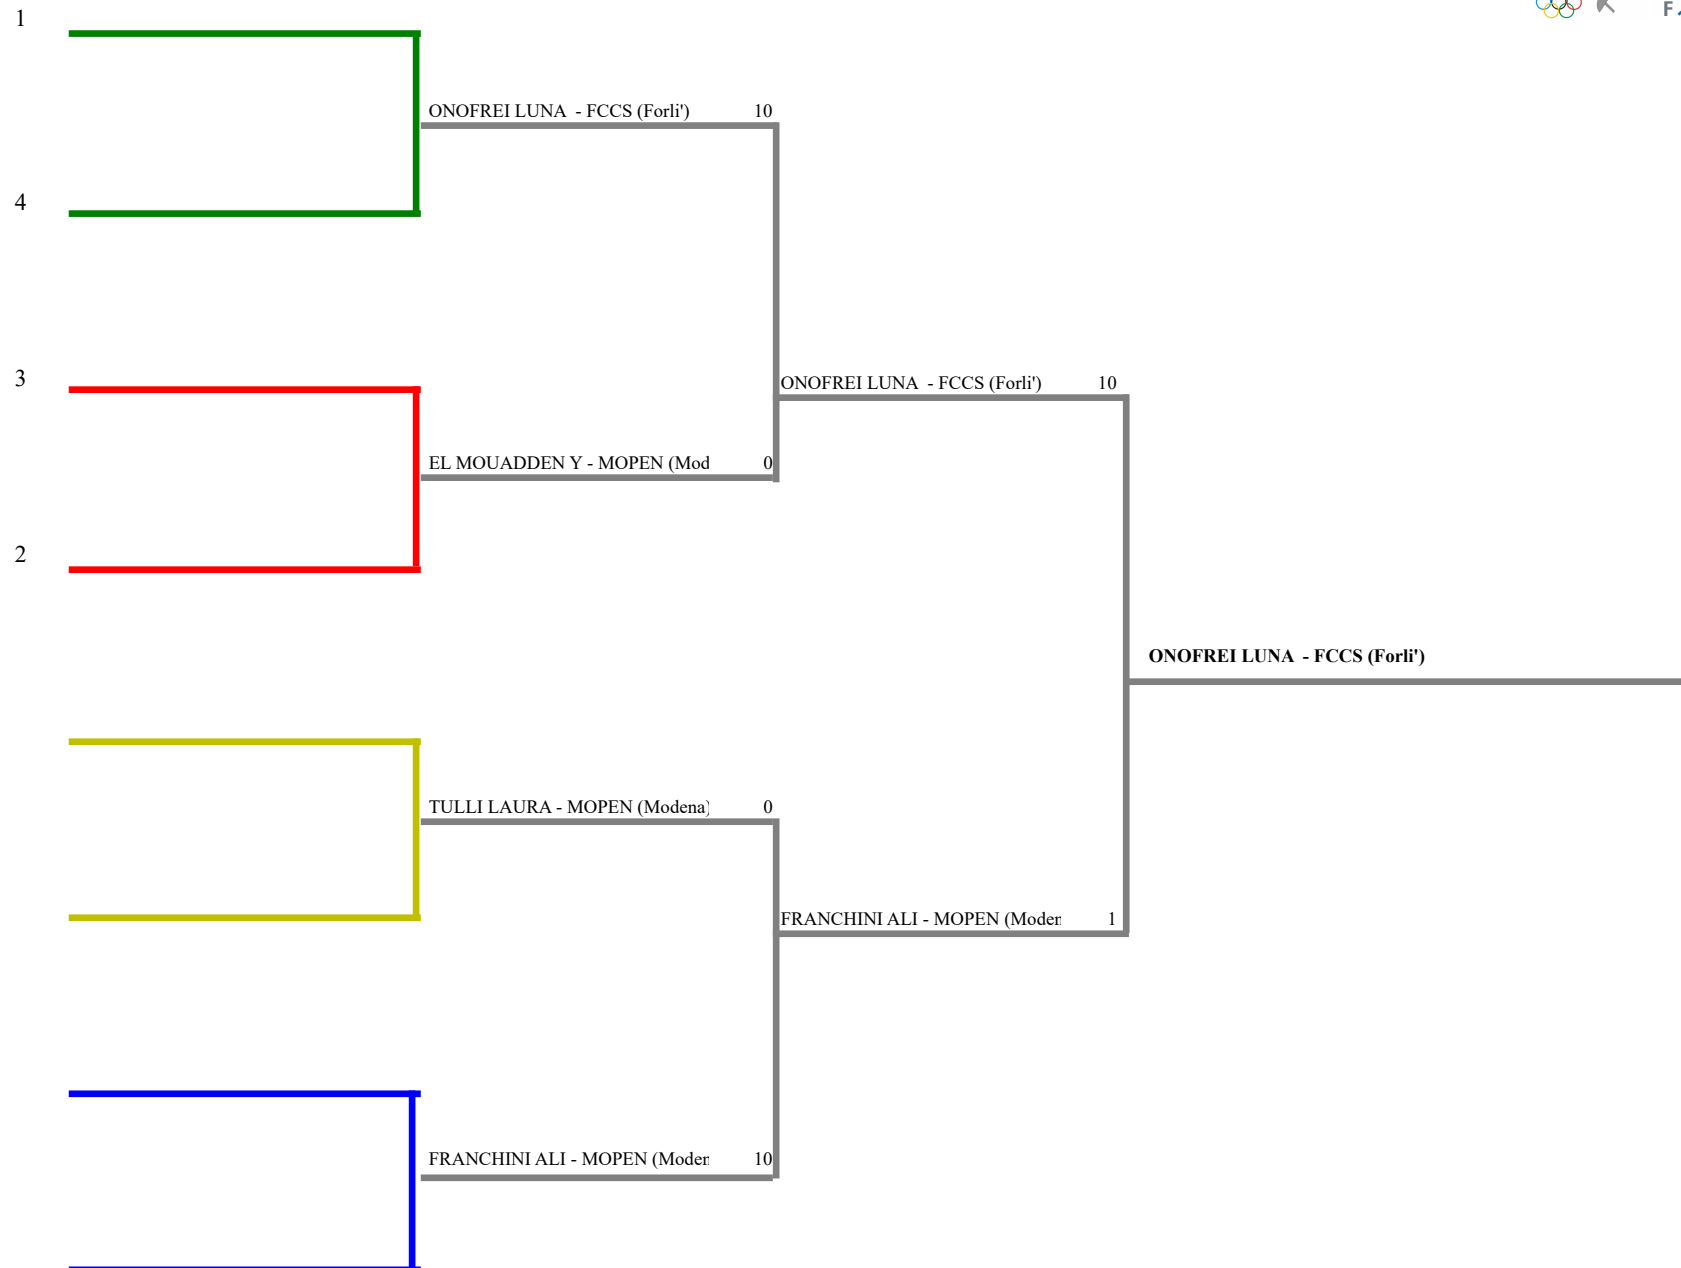 1
ONOFREI LUNA - FCCS (Forli') 10
4
3
ONOFREI LUNA - FCCS (Forli') 10
EL MOUADDEN Y - MOPEN (Mod 0
2
ONOFREI LUNA - FCCS (Forli')
TULLI LAURA - MOPEN (Modena) 0
FRANCHINI ALI - MOPEN (Moden 1
FRANCHINI ALI - MOPEN (Moden 10